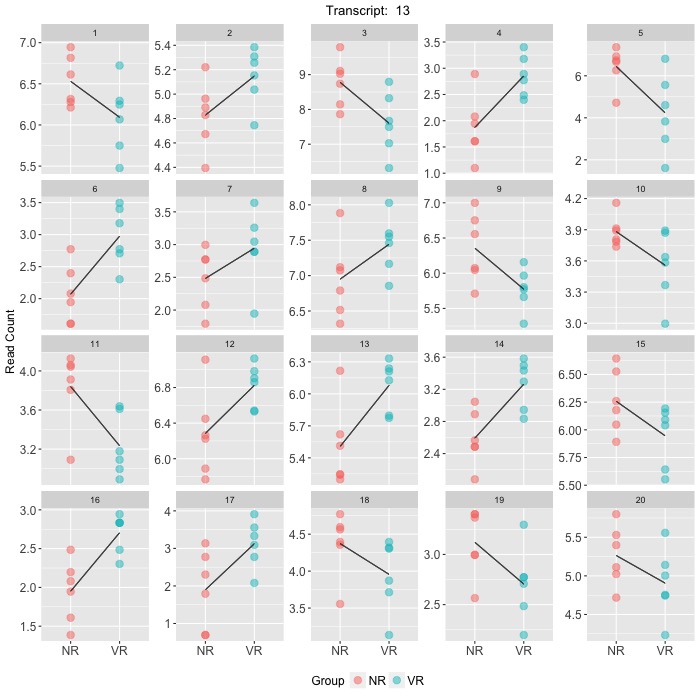 Transcript: 13
1 2 3 4 5
7.0 6.5 6.0 5.5
5.4 5.2 5.0 4.8 4.6 4.4
9 8 7
3.5 3.0 2.5 2.0 1.5 1.0
6 4 2
6 7 8 9 10
3.5 3.0 2.5 2.0
3.5 3.0 2.5 2.0
8.0 7.5 7.0 6.5
7.0 6.5 6.0 5.5
4.2 3.9 3.6 3.3 3.0
Read Count
11 12 13 14 15
4.0 3.6 3.2
6.8 6.4 6.0
6.3 6.0 5.7 5.4
3.6 3.2 2.8 2.4
6.50 6.25 6.00 5.75 5.50
16 17 18 19 20
3.0 2.5 2.0 1.5
4 3 2 1
4.5 4.0 3.5
3.0 2.5
5.5 5.0 4.5
NR VR NR VR NR VR NR VR NR VR
Group NR VR